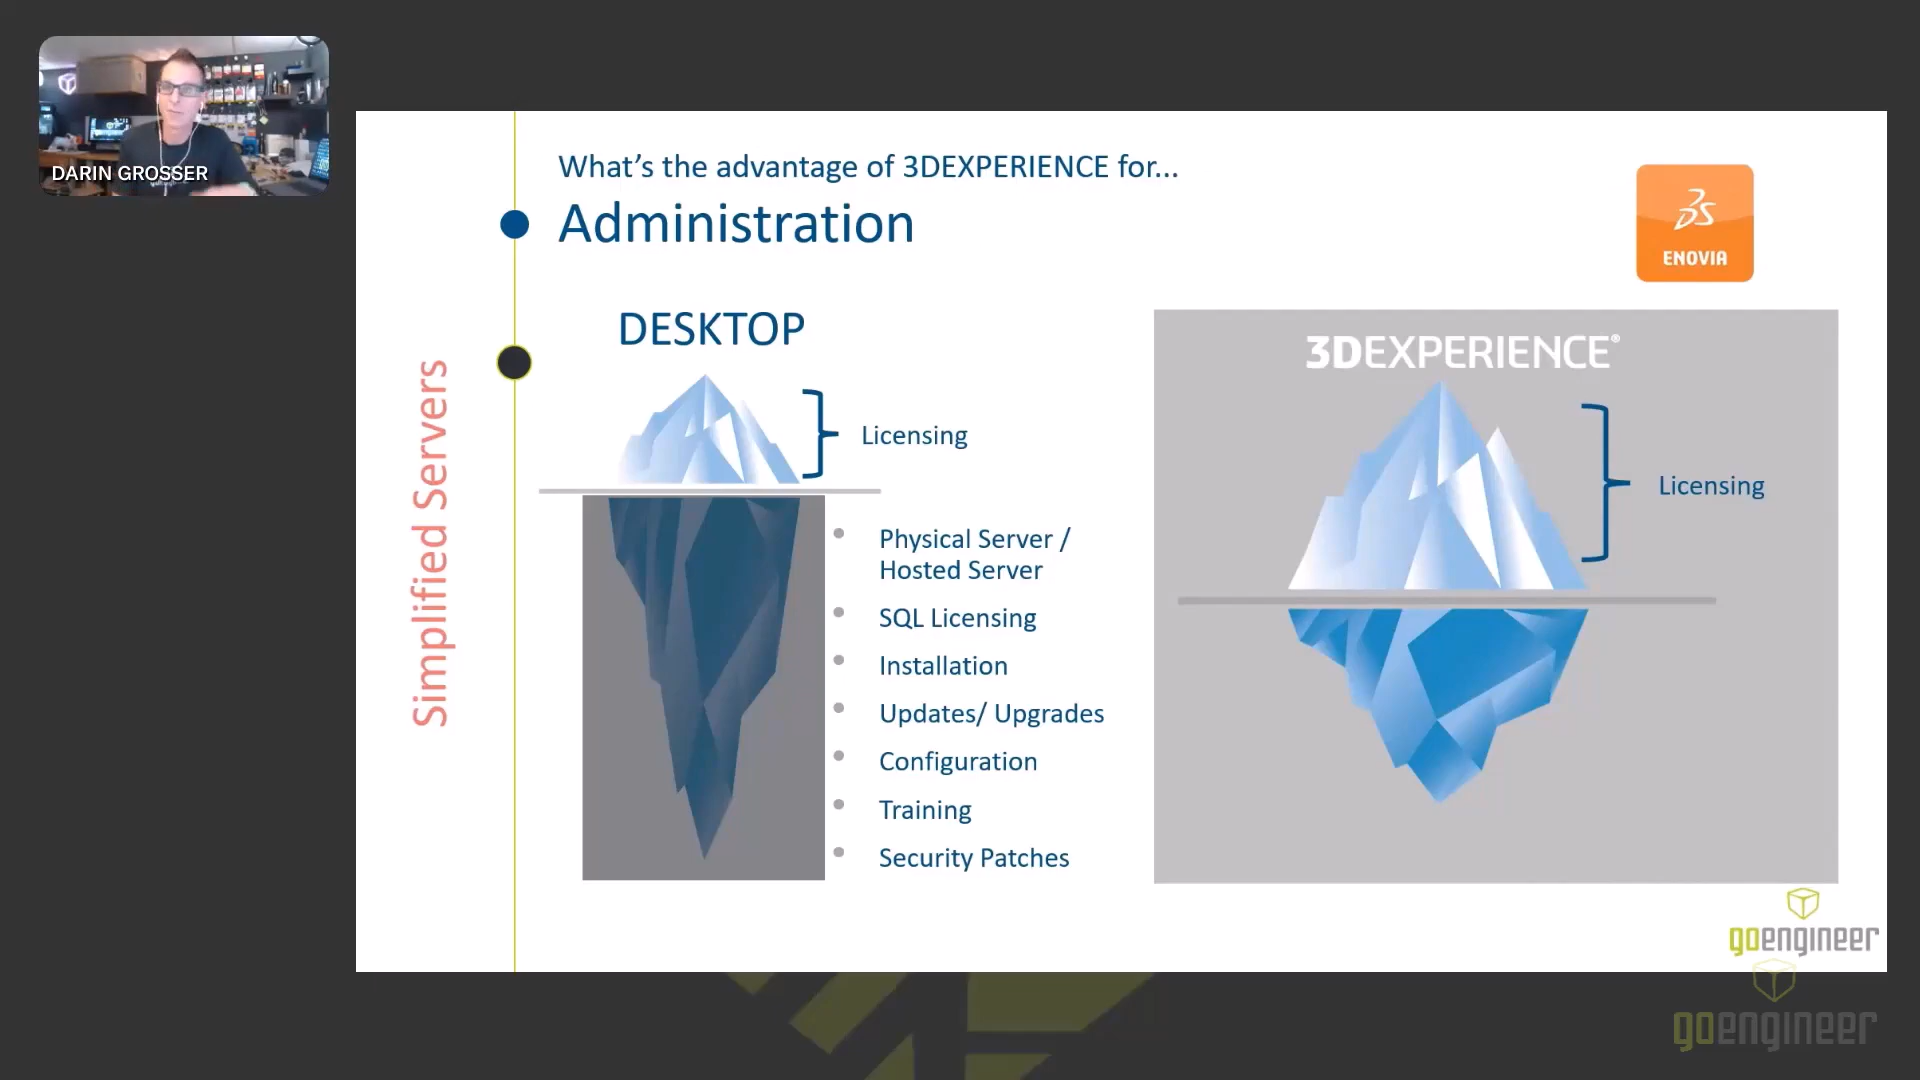 DARIN GROSSER
What's the advantage of 3DEXPERIENCE for...
Administration
3DS
ENOVIA
Simplified Servers
DESKTOP
Licensing
Physical Server /
Hosted Server
SQL Licensing
Installation
Updates/ Upgrades
Configuration
Training
Security Patches
3DEXPERIENCE®
Licensing
goengineer
goengineer